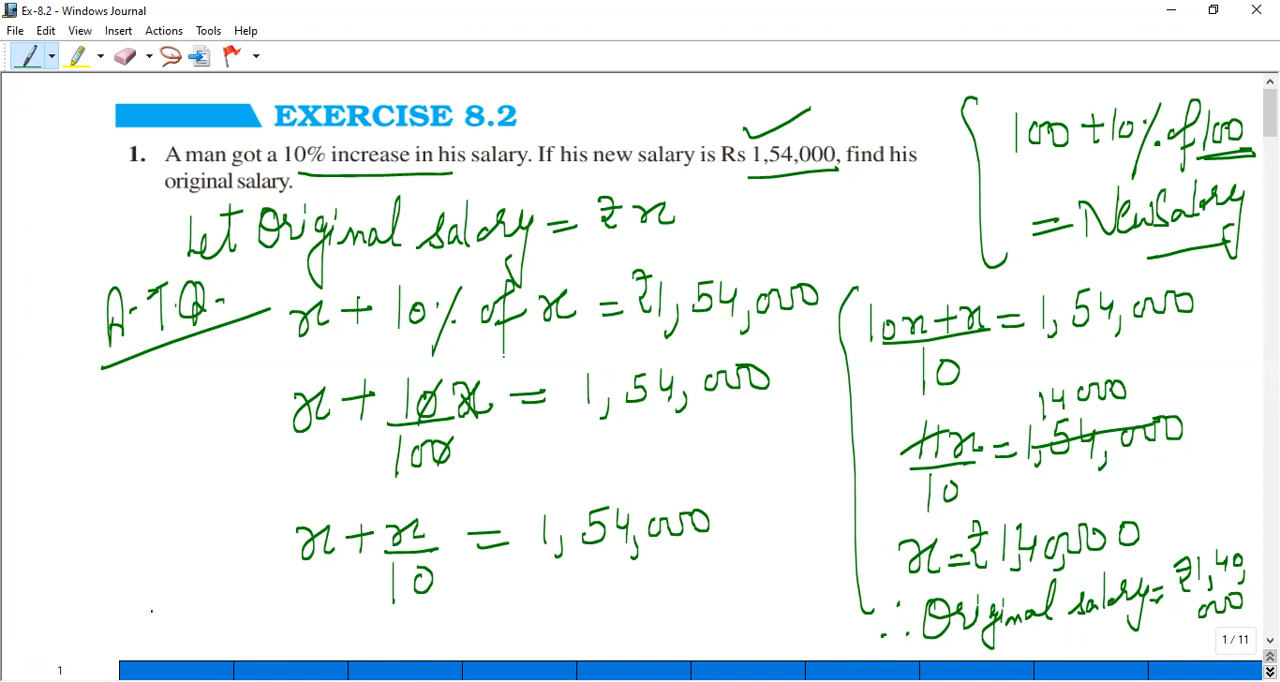 Ex-8.2 - Windows Journal
File Edit View Insert Actions Tools Help
EXERCISE 8.2
1. A man got a 10% increase in his salary. If his new salary is Rs 1,54,000, find his
original salary.
Let Original salary = ₹ x
A.T.Q.
x + 10% of x = ₹1,54,000
x + 10x/100 = 1,54,000
x + x/10 = 1,54,000
100 + 10% of 100
= New Salary
10x + x/10 = 1,54,000
14000
11x/10 = 1,54,000
x = ₹1,40,000
∴ Original salary = ₹1,40,
000
1 / 11
1